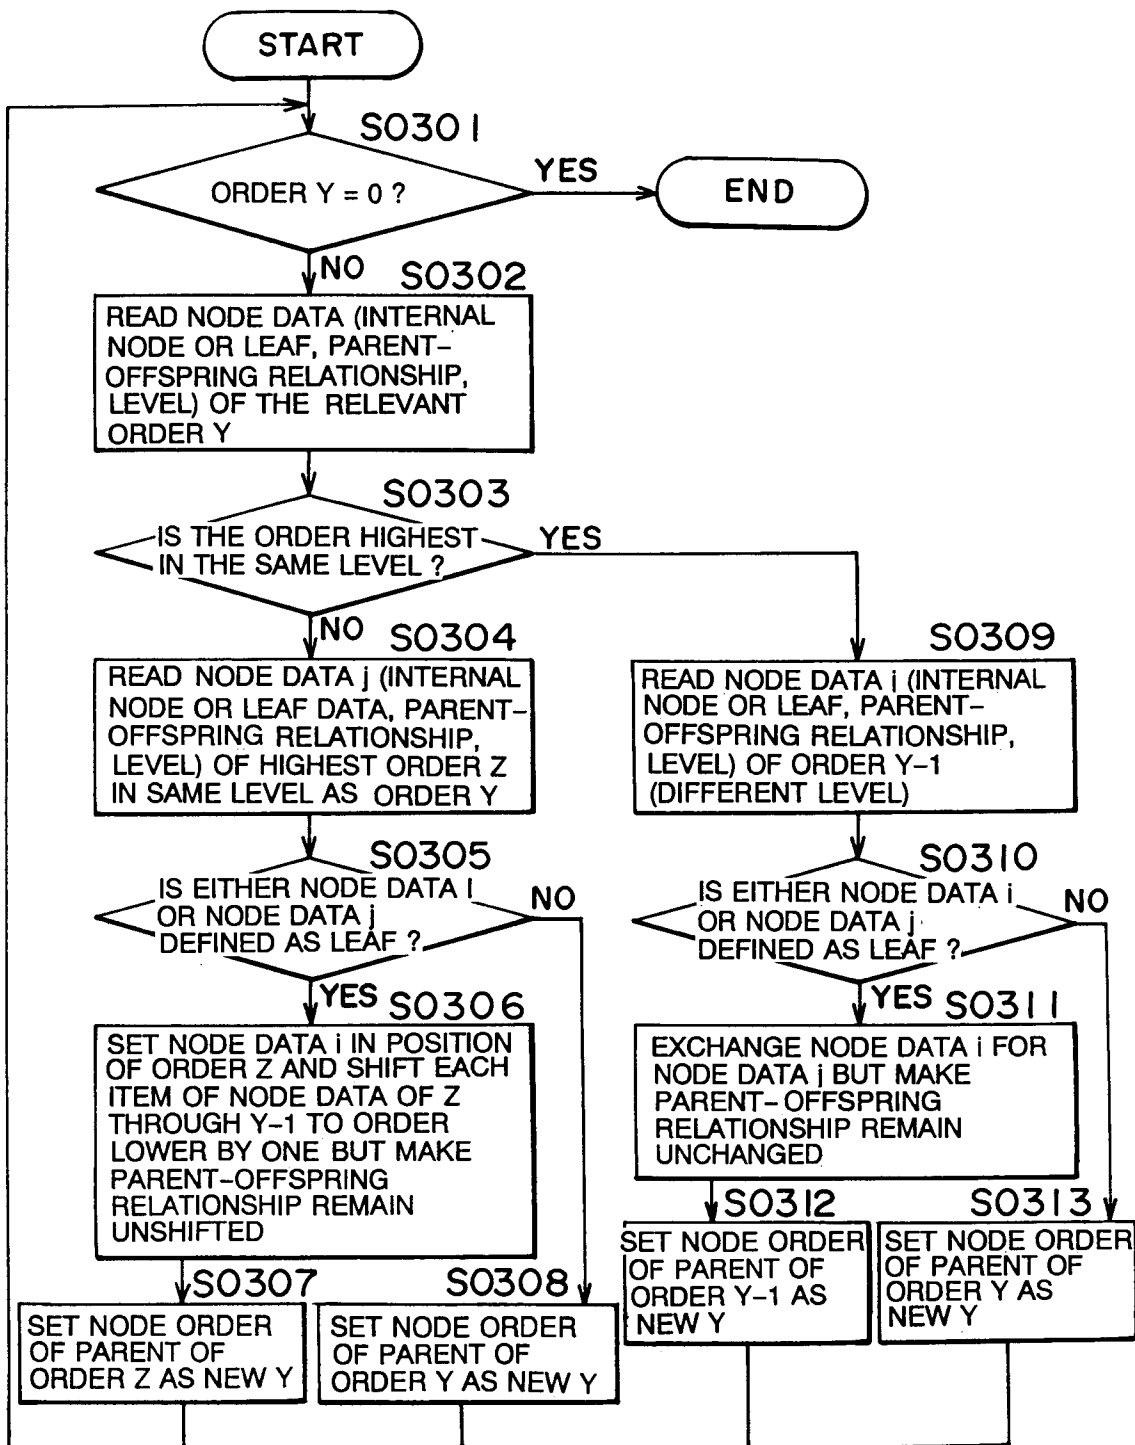 START
S0301
ORDER Y = 0 ?
YES
END
NO
S0302
READ NODE DATA (INTERNAL
NODE OR LEAF, PARENT-
OFFSPRING RELATIONSHIP,
LEVEL) OF THE RELEVANT
ORDER Y
S0303
IS THE ORDER HIGHEST
IN THE SAME LEVEL ?
YES
NO
S0304
READ NODE DATA j (INTERNAL
NODE OR LEAF DATA, PARENT-
OFFSPRING RELATIONSHIP,
LEVEL) OF HIGHEST ORDER Z
IN SAME LEVEL AS ORDER Y
S0305
IS EITHER NODE DATA I
OR NODE DATA j
DEFINED AS LEAF ?
NO
YES
S0306
SET NODE DATA i IN POSITION
OF ORDER Z AND SHIFT EACH
ITEM OF NODE DATA OF Z
THROUGH Y-1 TO ORDER
LOWER BY ONE BUT MAKE
PARENT-OFFSPRING
RELATIONSHIP REMAIN
UNSHIFTED
S0307
SET NODE ORDER
OF PARENT OF
ORDER Z AS NEW Y
S0308
SET NODE ORDER
OF PARENT OF
ORDER Y AS NEW Y
S0309
READ NODE DATA j (INTERNAL
NODE OR LEAF, PARENT-
OFFSPRING RELATIONSHIP,
LEVEL) OF ORDER Y-1
(DIFFERENT LEVEL)
S0310
IS EITHER NODE DATA i
OR NODE DATA j
DEFINED AS LEAF ?
NO
YES
S0311
EXCHANGE NODE DATA i FOR
NODE DATA j BUT MAKE
PARENT-OFFSPRING
RELATIONSHIP REMAIN
UNCHANGED
S0312
SET NODE ORDER
OF PARENT OF
ORDER Y-1 AS
NEW Y
S0313
SET NODE ORDER
OF PARENT OF
ORDER Y AS
NEW Y